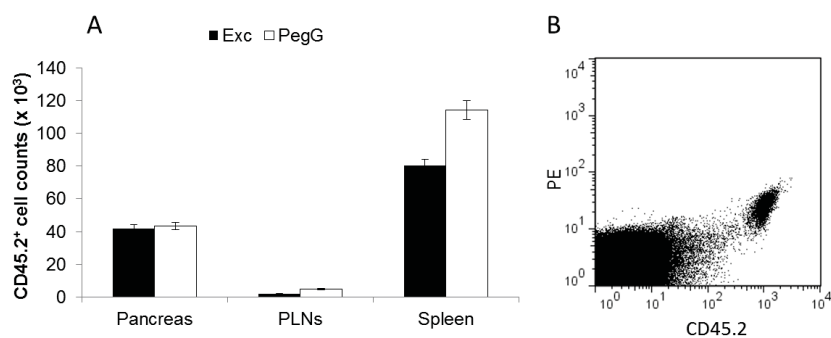 A
Exc PegG
CD45.2⁺ cell counts (x 10³)
140
120
100
80
60
40
20
0
Pancreas PLNs Spleen
B
PE
10⁴
10³
10²
10¹
10⁰
10⁰ 10¹ 10² 10³ 10⁴
CD45.2